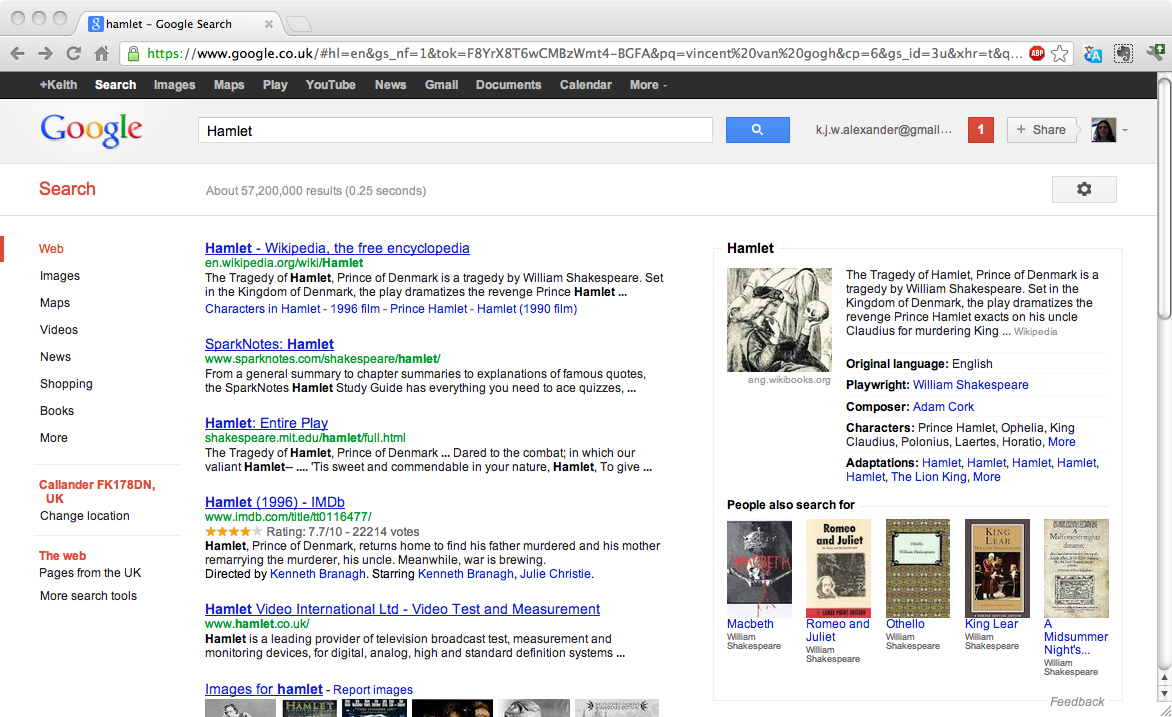 hamlet – Google Search
https://www.google.co.uk/#hl=en&gs_nf=1&tok=F8YrX8T6wCMBzWmt4-BGFA&pq=vincent%20van%20gogh&cp=6&gs_id=3u&xhr=t&q...
ABP
+Keith Search Images Maps Play YouTube News Gmail Documents Calendar More
Google
Hamlet
k.j.w.alexander@gmail...
1
+ Share
Search
About 57,200,000 results (0.25 seconds)
Web
Images
Maps
Videos
News
Shopping
Books
More
Callander FK178DN,
UK
Change location
The web
Pages from the UK
More search tools
Hamlet - Wikipedia, the free encyclopedia
en.wikipedia.org/wiki/Hamlet
The Tragedy of Hamlet, Prince of Denmark is a tragedy by William Shakespeare. Set
in the Kingdom of Denmark, the play dramatizes the revenge Prince Hamlet ...
Characters in Hamlet - 1996 film - Prince Hamlet - Hamlet (1990 film)
SparkNotes: Hamlet
www.sparknotes.com/shakespeare/hamlet/
From a general summary to chapter summaries to explanations of famous quotes,
the SparkNotes Hamlet Study Guide has everything you need to ace quizzes, ...
Hamlet: Entire Play
shakespeare.mit.edu/hamlet/full.html
The Tragedy of Hamlet, Prince of Denmark ... Dared to the combat; in which our
valiant Hamlet-- .... 'Tis sweet and commendable in your nature, Hamlet, To give ...
Hamlet (1996) - IMDb
www.imdb.com/title/tt0116477/
Rating: 7.7/10 - 22214 votes
Hamlet, Prince of Denmark, returns home to find his father murdered and his mother
remarrying the murderer, his uncle. Meanwhile, war is brewing.
Directed by Kenneth Branagh. Starring Kenneth Branagh, Julie Christie.
Hamlet Video International Ltd - Video Test and Measurement
www.hamlet.co.uk/
Hamlet is a leading provider of television broadcast test, measurement and
monitoring devices, for digital, analog, high and standard definition systems ...
Images for hamlet - Report images
HAMLET
Hamlet
The Tragedy of Hamlet, Prince of Denmark is a
tragedy by William Shakespeare. Set in the
Kingdom of Denmark, the play dramatizes the
revenge Prince Hamlet exacts on his uncle
Claudius for murdering King ... Wikipedia
ang.wikibooks.org
Original language: English
Playwright: William Shakespeare
Composer: Adam Cork
Characters: Prince Hamlet, Ophelia, King
Claudius, Polonius, Laertes, Horatio, More
Adaptations: Hamlet, Hamlet, Hamlet, Hamlet,
Hamlet, The Lion King, More
People also search for
MACBETH
Romeo
and Juliet
LARGE PRINT EDITION
Othello
William Shakespeare
KING
LEAR
A
Midsommer nights
dreame.
Macbeth
William
Shakespeare
Romeo and
Juliet
William
Shakespeare
Othello
William
Shakespeare
King Lear
William
Shakespeare
A
Midsummer
Night's...
William
Shakespeare
Feedback